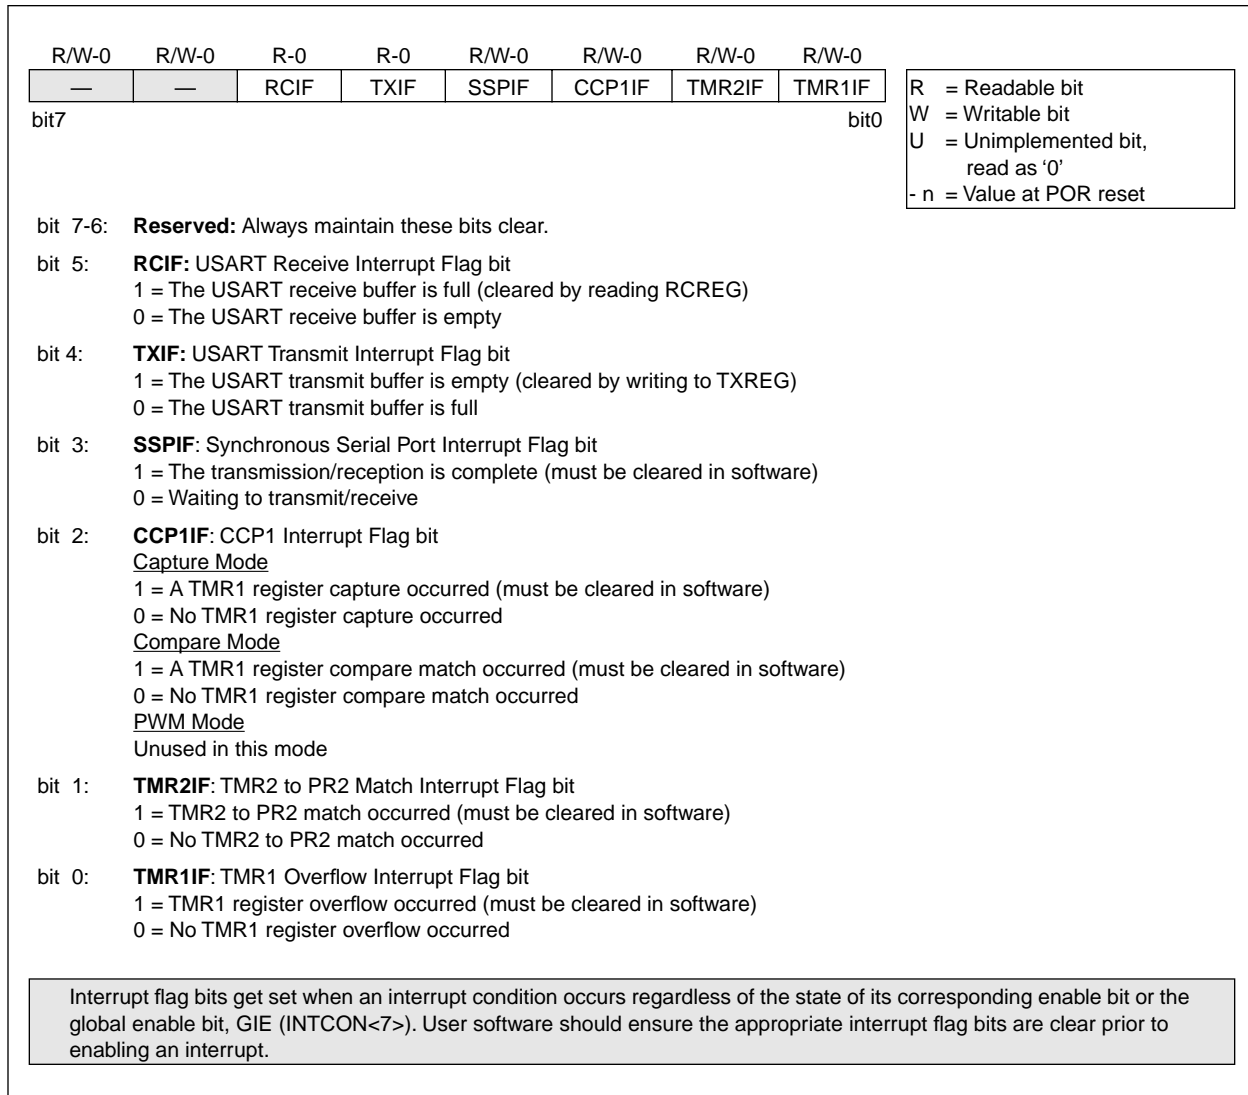 R/W-0 R/W-0 R-0 R-0 R/W-0 R/W-0 R/W-0 R/W-0
— — RCIF TXIF SSPIF CCP1IF TMR2IF TMR1IF
bit7 bit0
R = Readable bit
W = Writable bit
U = Unimplemented bit,
read as ‘0’
- n = Value at POR reset
bit 7-6: Reserved: Always maintain these bits clear.
bit 5: RCIF: USART Receive Interrupt Flag bit
1 = The USART receive buffer is full (cleared by reading RCREG)
0 = The USART receive buffer is empty
bit 4: TXIF: USART Transmit Interrupt Flag bit
1 = The USART transmit buffer is empty (cleared by writing to TXREG)
0 = The USART transmit buffer is full
bit 3: SSPIF: Synchronous Serial Port Interrupt Flag bit
1 = The transmission/reception is complete (must be cleared in software)
0 = Waiting to transmit/receive
bit 2: CCP1IF: CCP1 Interrupt Flag bit
Capture Mode
1 = A TMR1 register capture occurred (must be cleared in software)
0 = No TMR1 register capture occurred
Compare Mode
1 = A TMR1 register compare match occurred (must be cleared in software)
0 = No TMR1 register compare match occurred
PWM Mode
Unused in this mode
bit 1: TMR2IF: TMR2 to PR2 Match Interrupt Flag bit
1 = TMR2 to PR2 match occurred (must be cleared in software)
0 = No TMR2 to PR2 match occurred
bit 0: TMR1IF: TMR1 Overflow Interrupt Flag bit
1 = TMR1 register overflow occurred (must be cleared in software)
0 = No TMR1 register overflow occurred
Interrupt flag bits get set when an interrupt condition occurs regardless of the state of its corresponding enable bit or the
global enable bit, GIE (INTCON<7>). User software should ensure the appropriate interrupt flag bits are clear prior to
enabling an interrupt.